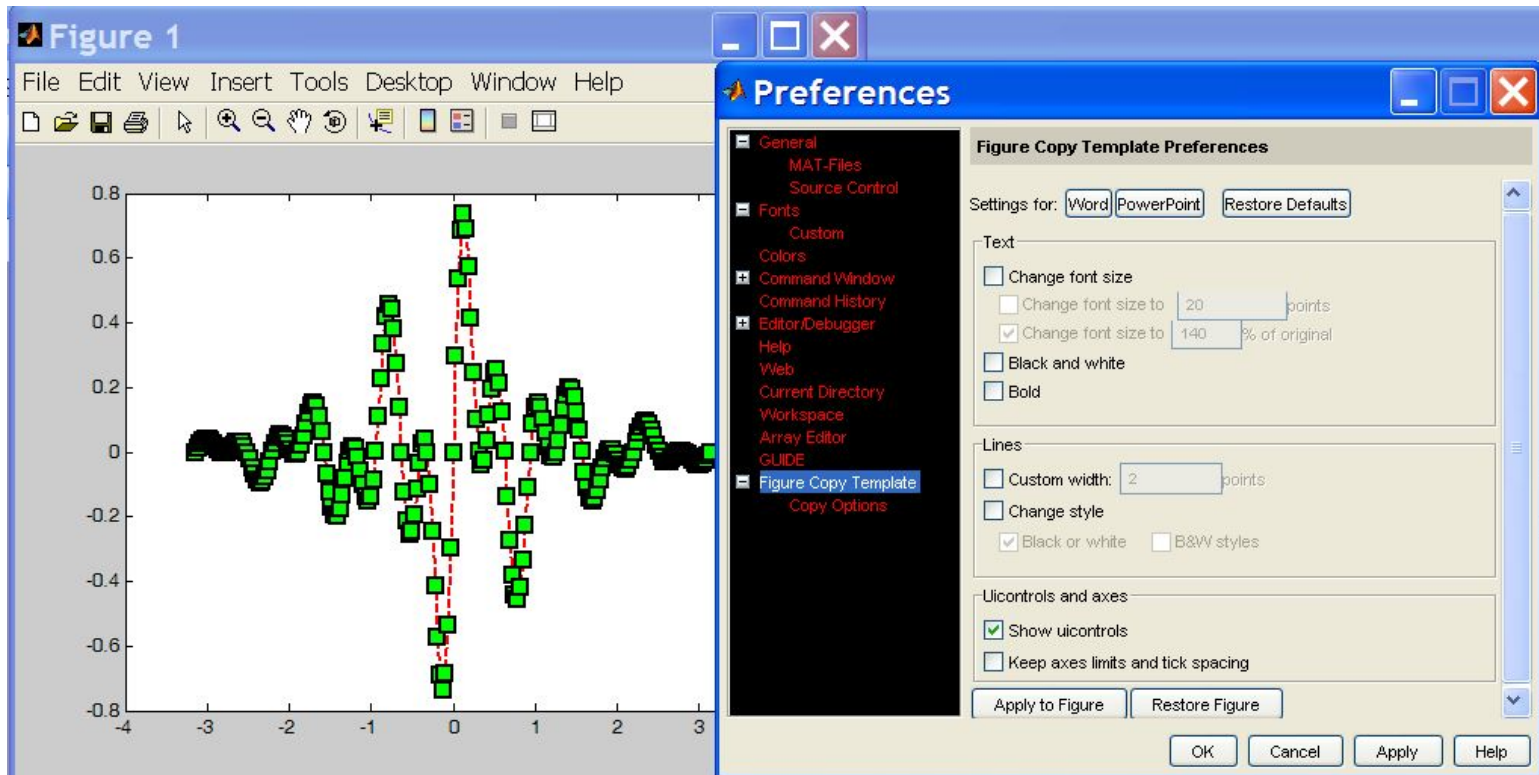 Figure 1
File Edit View Insert Tools Desktop Window Help
0.8
0.6
0.4
0.2
0
-0.2
-0.4
-0.6
-0.8
-4 -3 -2 -1 0 1 2 3
Preferences
General
MAT-Files
Source Control
Fonts
Custom
Colors
Command Window
Command History
Editor/Debugger
Help
Web
Current Directory
Workspace
Array Editor
GUIDE
Figure Copy Template
Copy Options
Figure Copy Template Preferences
Settings for: Word PowerPoint Restore Defaults
Text
Change font size
Change font size to 20 points
Change font size to 140 % of original
Black and white
Bold
Lines
Custom width: 2 points
Change style
Black or white B&W styles
Uicontrols and axes
Show uicontrols
Keep axes limits and tick spacing
Apply to Figure Restore Figure
OK Cancel Apply Help